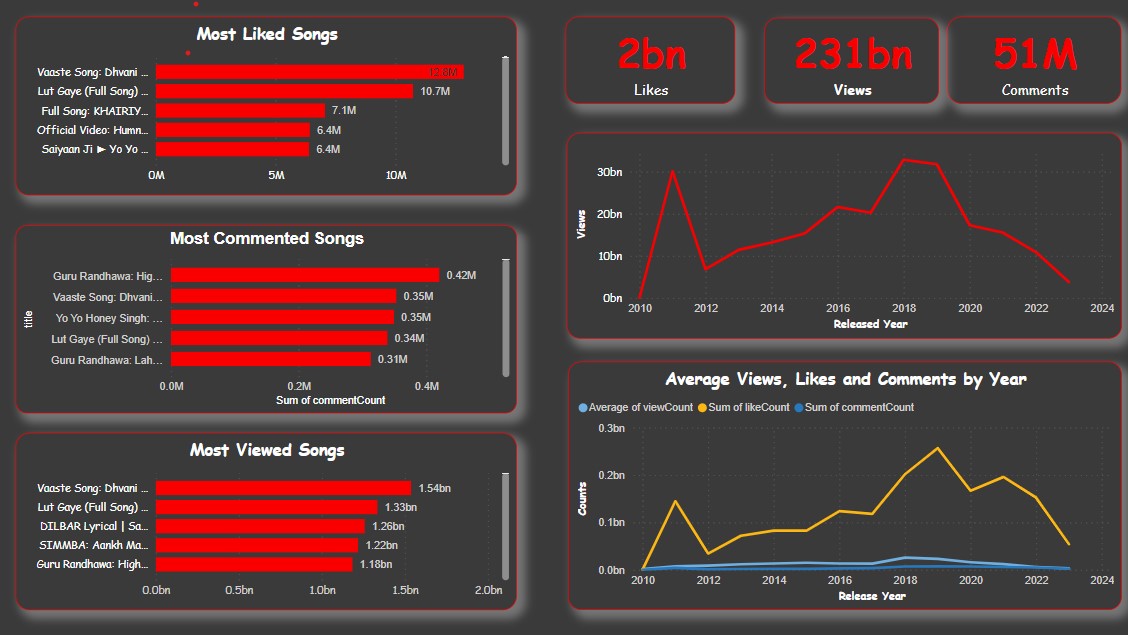 Most Liked Songs
Vaaste Song: Dhvani ... 12.8M
Lut Gaye (Full Song) ... 10.7M
Full Song: KHAIRIY... 7.1M
Official Video: Humn... 6.4M
Saiyaan Ji ► Yo Yo ... 6.4M
0M 5M 10M
Most Commented Songs
title
Guru Randhawa: Hig... 0.42M
Vaaste Song: Dhvani... 0.35M
Yo Yo Honey Singh: ... 0.35M
Lut Gaye (Full Song) ... 0.34M
Guru Randhawa: Lah... 0.31M
0.0M 0.2M 0.4M
Sum of commentCount
Most Viewed Songs
Vaaste Song: Dhvani ... 1.54bn
Lut Gaye (Full Song) ... 1.33bn
DILBAR Lyrical | Sa... 1.26bn
SIMMBA: Aankh Ma... 1.22bn
Guru Randhawa: High... 1.18bn
0.0bn 0.5bn 1.0bn 1.5bn 2.0bn
2bn
Likes
231bn
Views
51M
Comments
Views
30bn
20bn
10bn
0bn
2010 2012 2014 2016 2018 2020 2022 2024
Released Year
Average Views, Likes and Comments by Year
Average of viewCount Sum of likeCount Sum of commentCount
Counts
0.3bn
0.2bn
0.1bn
0.0bn
2010 2012 2014 2016 2018 2020 2022 2024
Release Year